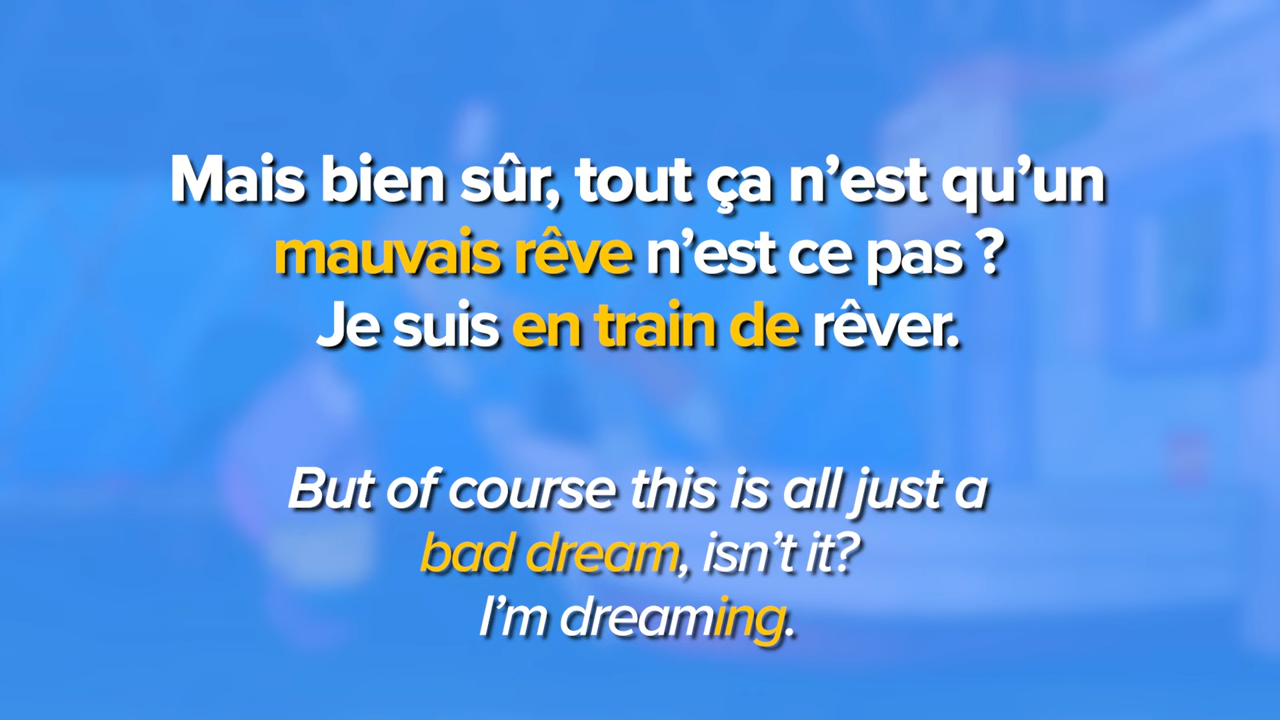 Mais bien sûr, tout ça n’est qu’un
mauvais rêve n’est ce pas ?
Je suis en train de rêver.
But of course this is all just a
bad dream, isn’t it?
I’m dreaming.